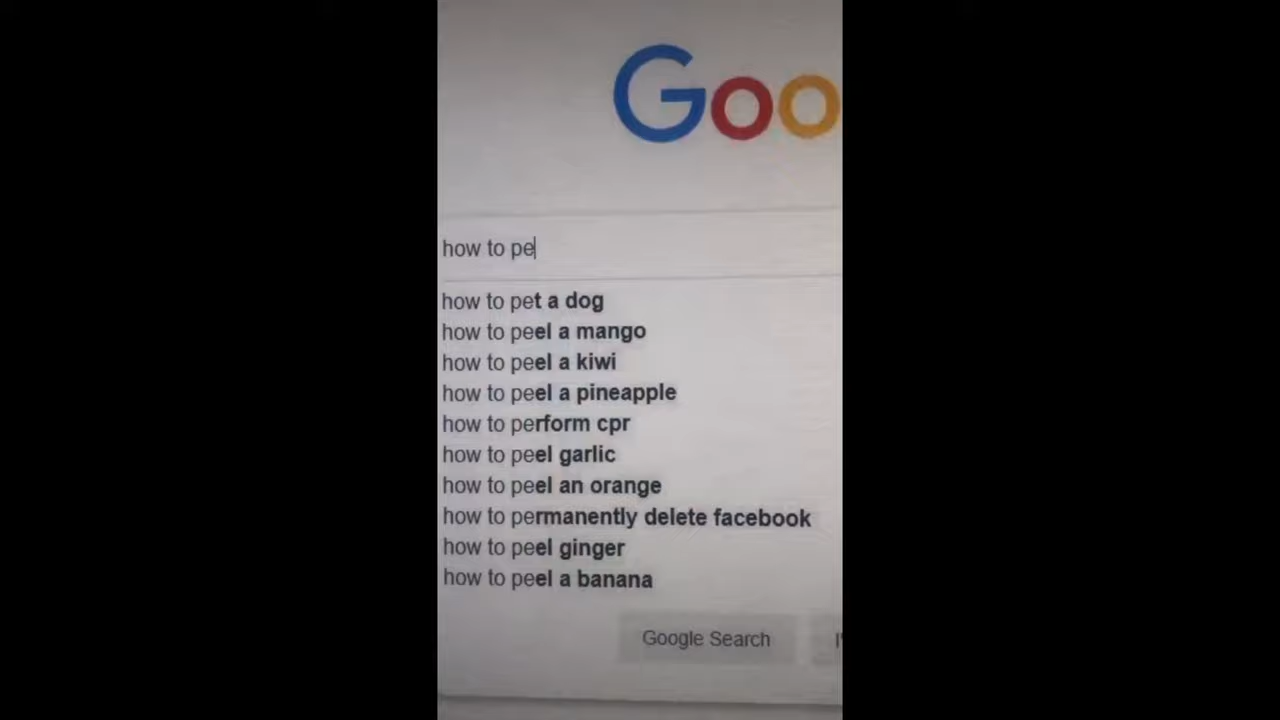 Goo
how to pe
how to pet a dog
how to peel a mango
how to peel a kiwi
how to peel a pineapple
how to perform cpr
how to peel garlic
how to peel an orange
how to permanently delete facebook
how to peel ginger
how to peel a banana
Google Search